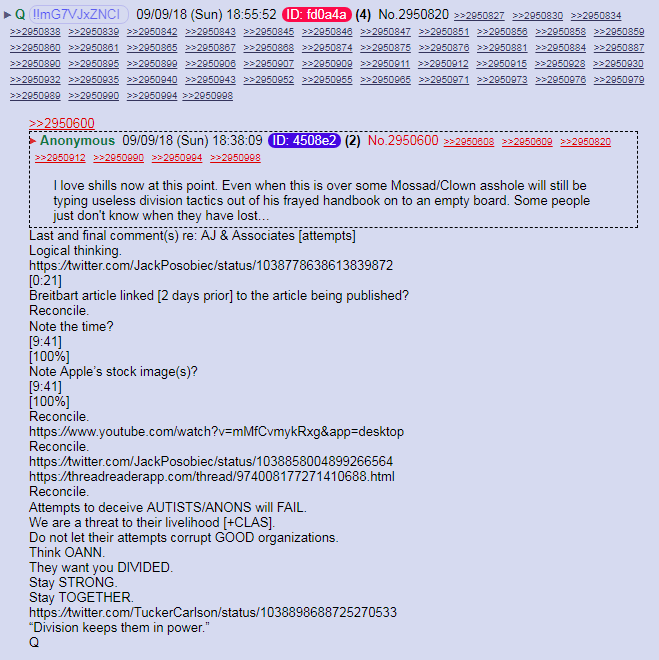 ▶ Q !!mG7VJxZNCI 09/09/18 (Sun) 18:55:52 ID: fd0a4a (4) No.2950820 >>2950827 >>2950830 >>2950834
>>2950838 >>2950839 >>2950842 >>2950843 >>2950845 >>2950846 >>2950847 >>2950851 >>2950856 >>2950858 >>2950859
>>2950860 >>2950861 >>2950865 >>2950867 >>2950868 >>2950874 >>2950875 >>2950876 >>2950881 >>2950884 >>2950887
>>2950890 >>2950895 >>2950899 >>2950906 >>2950907 >>2950909 >>2950911 >>2950912 >>2950915 >>2950928 >>2950930
>>2950932 >>2950935 >>2950940 >>2950943 >>2950952 >>2950955 >>2950965 >>2950971 >>2950973 >>2950976 >>2950979
>>2950989 >>2950990 >>2950994 >>2950998
>>2950600
▶ Anonymous 09/09/18 (Sun) 18:38:09 ID: 4508e2 (2) No.2950600 >>2950608 >>2950609 >>2950820
>>2950912 >>2950990 >>2950994 >>2950998
I love shills now at this point. Even when this is over some Mossad/Clown asshole will still be
typing useless division tactics out of his frayed handbook on to an empty board. Some people
just don't know when they have lost…
Last and final comment(s) re: AJ & Associates [attempts]
Logical thinking.
https://twitter.com/JackPosobiec/status/1038778638613839872
[0:21]
Breitbart article linked [2 days prior] to the article being published?
Reconcile.
Note the time?
[9:41]
[100%]
Note Apple's stock image(s)?
[9:41]
[100%]
Reconcile.
https://www.youtube.com/watch?v=mMfCvmykRxg&app=desktop
Reconcile.
https://twitter.com/JackPosobiec/status/1038858004899266564
https://threadreaderapp.com/thread/974008177271410688.html
Reconcile.
Attempts to deceive AUTISTS/ANONS will FAIL.
We are a threat to their livelihood [+CLAS].
Do not let their attempts corrupt GOOD organizations.
Think OANN.
They want you DIVIDED.
Stay STRONG.
Stay TOGETHER.
https://twitter.com/TuckerCarlson/status/1038898688725270533
“Division keeps them in power.”
Q